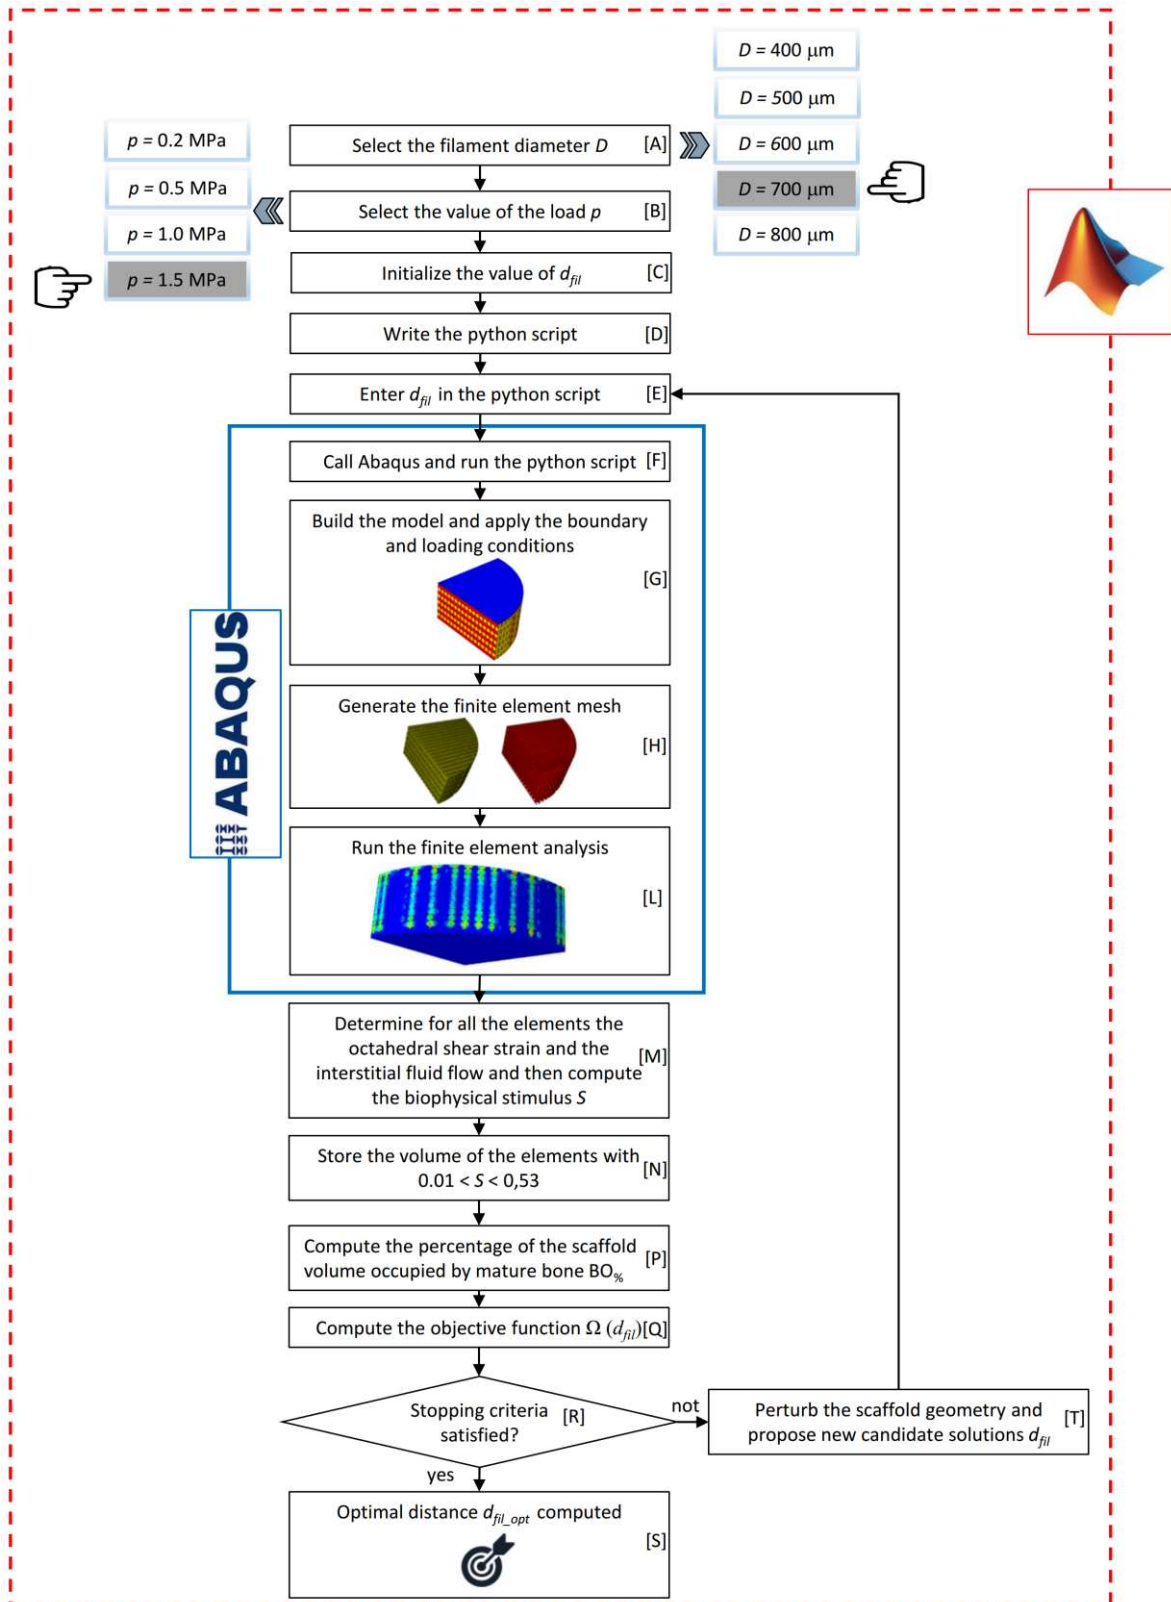 D = 400 μm
D = 500 μm
D = 600 μm
D = 700 μm
D = 800 μm
p = 0.2 MPa
p = 0.5 MPa
p = 1.0 MPa
p = 1.5 MPa
Select the filament diameter D [A]
Select the value of the load p [B]
Initialize the value of dfil [C]
Write the python script [D]
Enter dfil in the python script [E]
Call Abaqus and run the python script [F]
Build the model and apply the boundary
and loading conditions
[G]
Generate the finite element mesh
[H]
ABAQUS
Run the finite element analysis
[L]
Determine for all the elements the
octahedral shear strain and the
interstitial fluid flow and then compute
the biophysical stimulus S
[M]
Store the volume of the elements with
0.01 < S < 0,53
[N]
Compute the percentage of the scaffold
volume occupied by mature bone BO%
[P]
Compute the objective function Ω (dfil)[Q]
Stopping criteria
satisfied?
[R]
not
Perturb the scaffold geometry and
propose new candidate solutions dfil
[T]
yes
Optimal distance dfil_opt computed
[S]